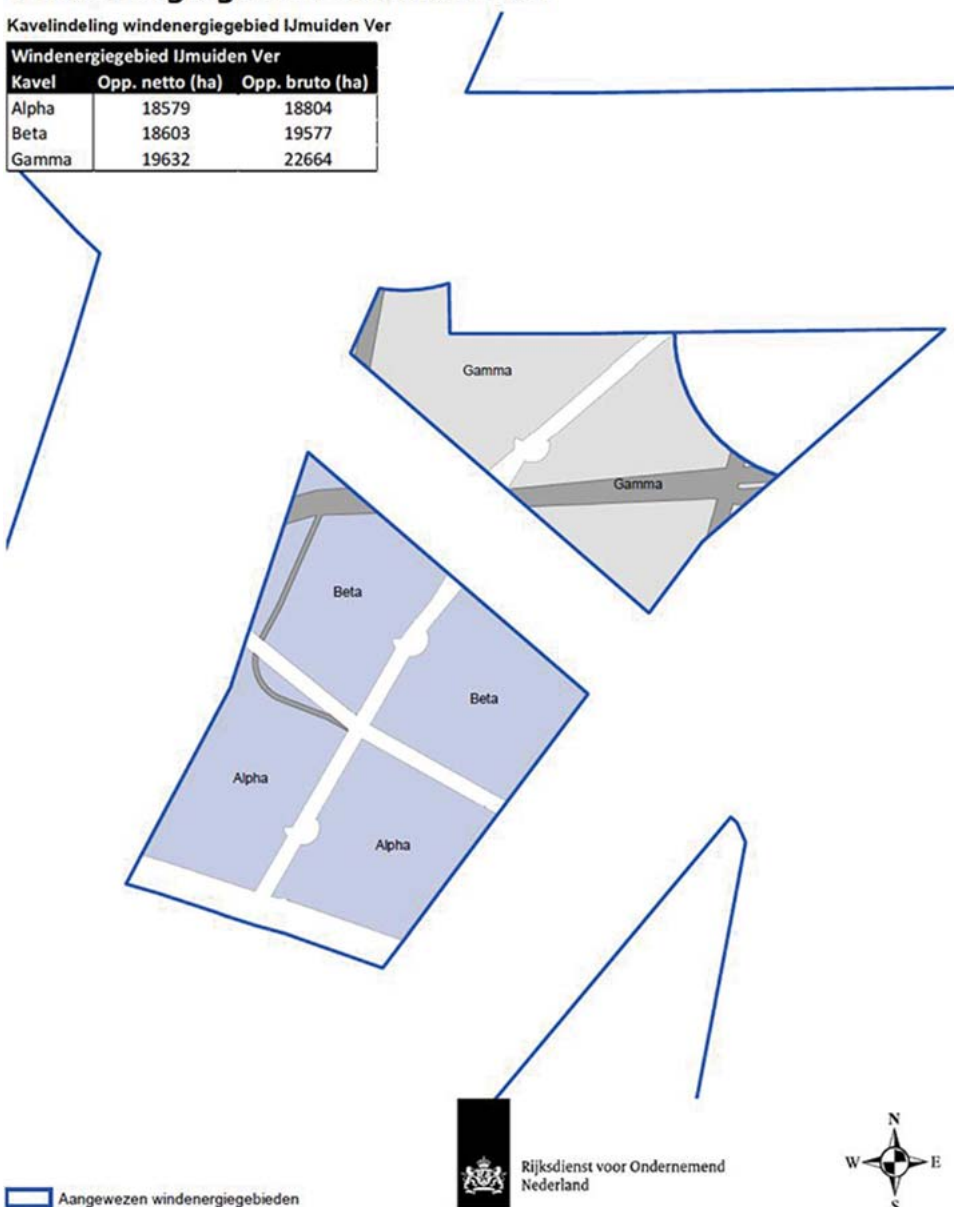 Kavelindeling windenergiegebied IJmuiden Ver
Windenergiegebied IJmuiden Ver
Kavel Opp. netto (ha) Opp. bruto (ha)
Alpha 18579 18804
Beta 18603 19577
Gamma 19632 22664
Gamma
Gamma
Beta
Beta
Alpha
Alpha
N
W E
S
Rijksdienst voor Ondernemend
Nederland
Aangewezen windenergiegebieden